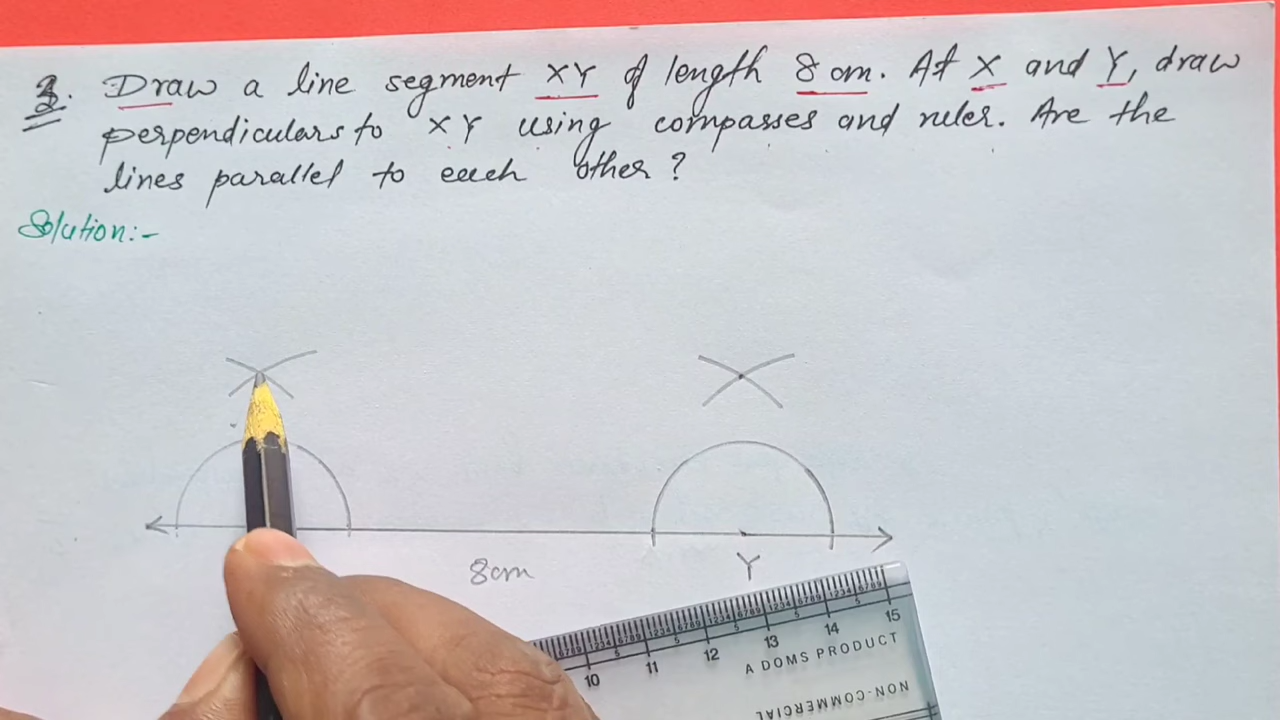 3. Draw a line segment XY of length 8 cm. At X and Y, draw
perpendiculars to XY using compasses and ruler. Are the
lines parallel to each other?
Solution:-
8cm
Y
10 11 12 13 14 15
A DOMS PRODUCT
NON-COMMERCIAL